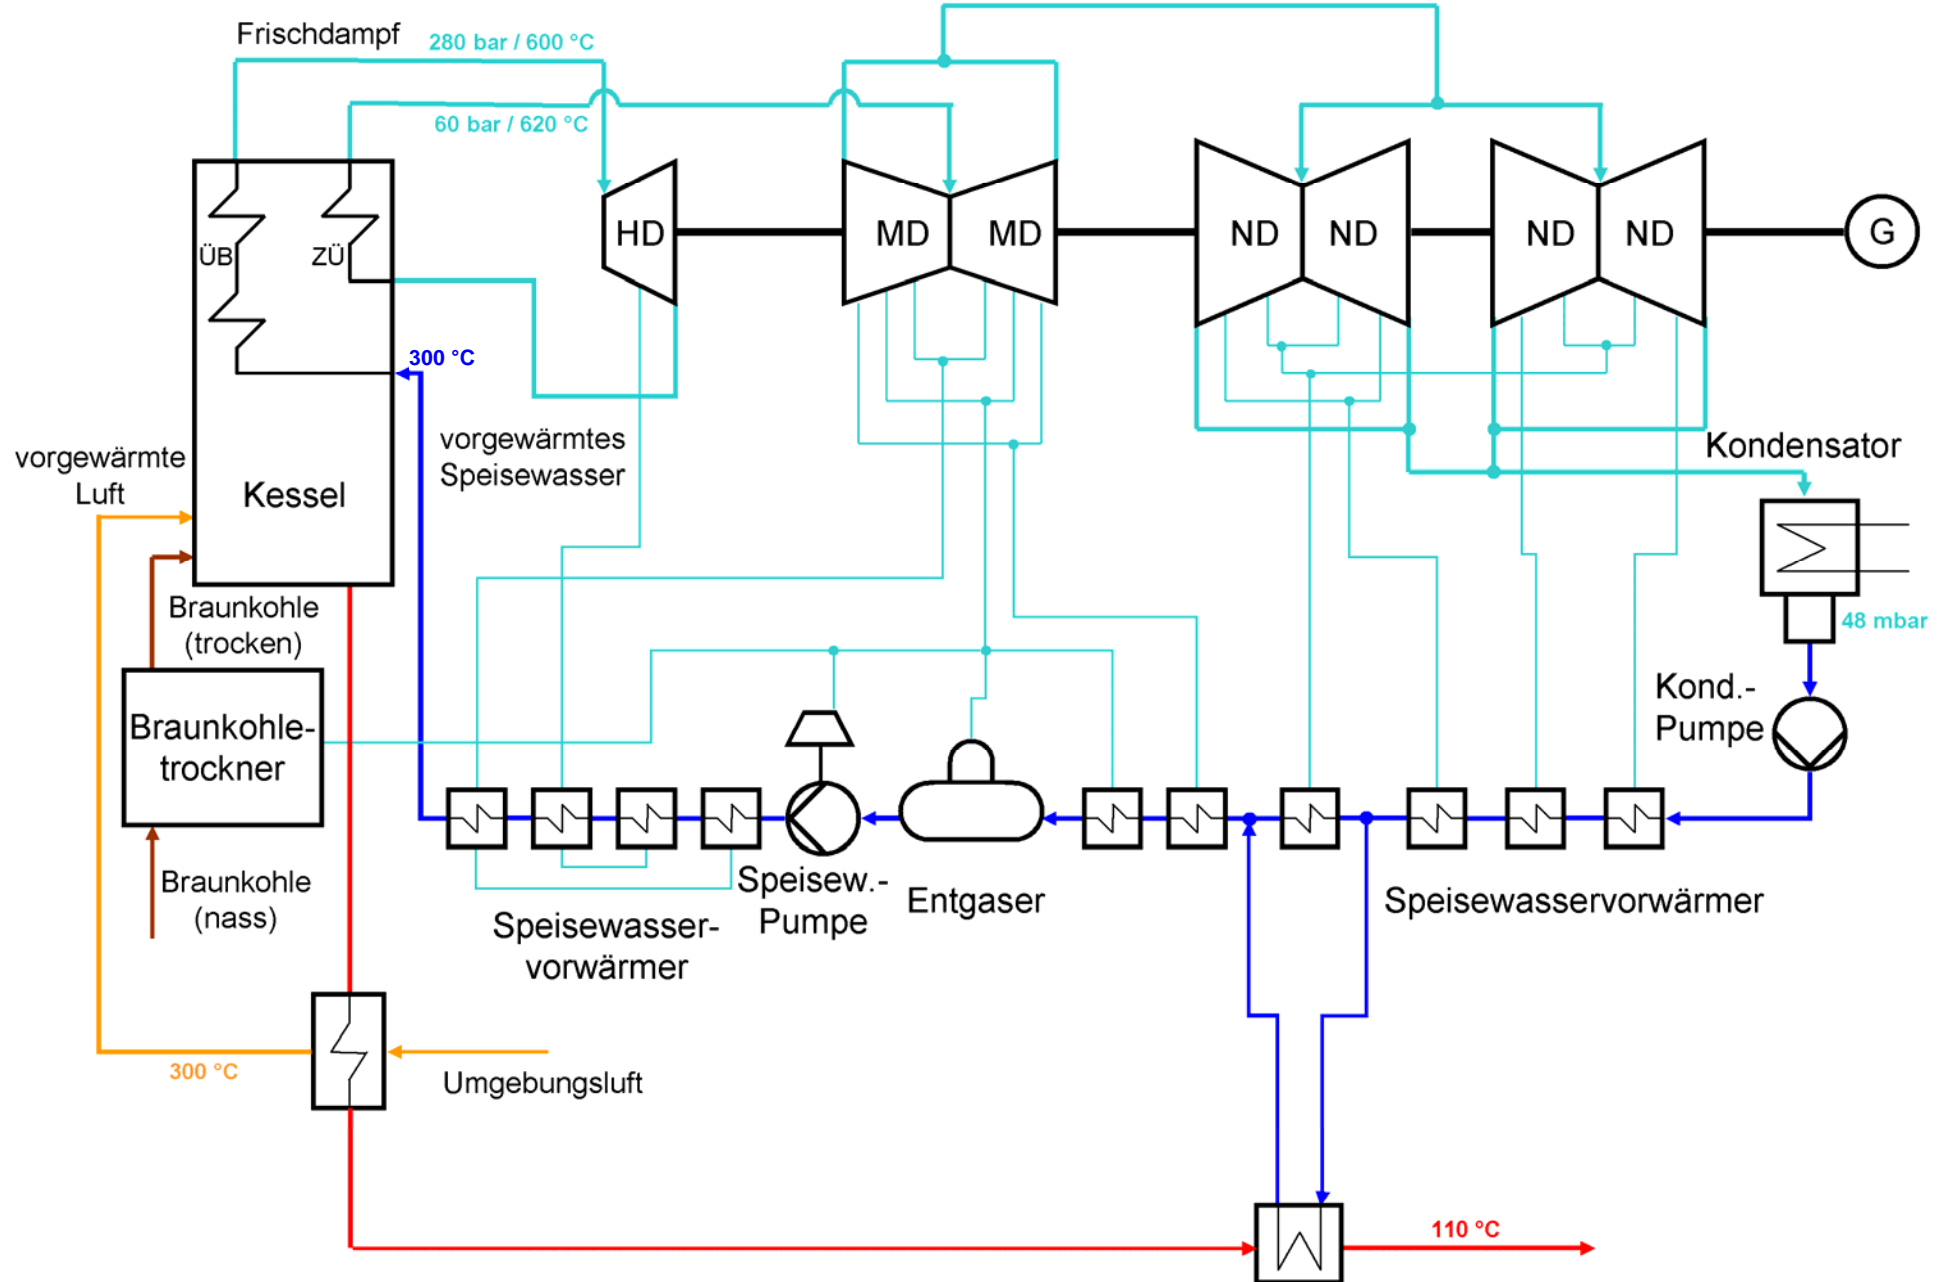 Frischdampf
280 bar / 600 °C
60 bar / 620 °C
ÜB
ZÜ
HD
MD
MD
ND
ND
ND
ND
G
300 °C
vorgewärmtes
Speisewasser
vorgewärmte
Luft
Kessel
Kondensator
48 mbar
Braunkohle
(trocken)
Braunkohle-
trockner
Kond.-
Pumpe
Braunkohle
(nass)
Speisewasser-
vorwärmer
Speisew.-
Pumpe
Entgaser
Speisewasservorwärmer
300 °C
Umgebungsluft
110 °C